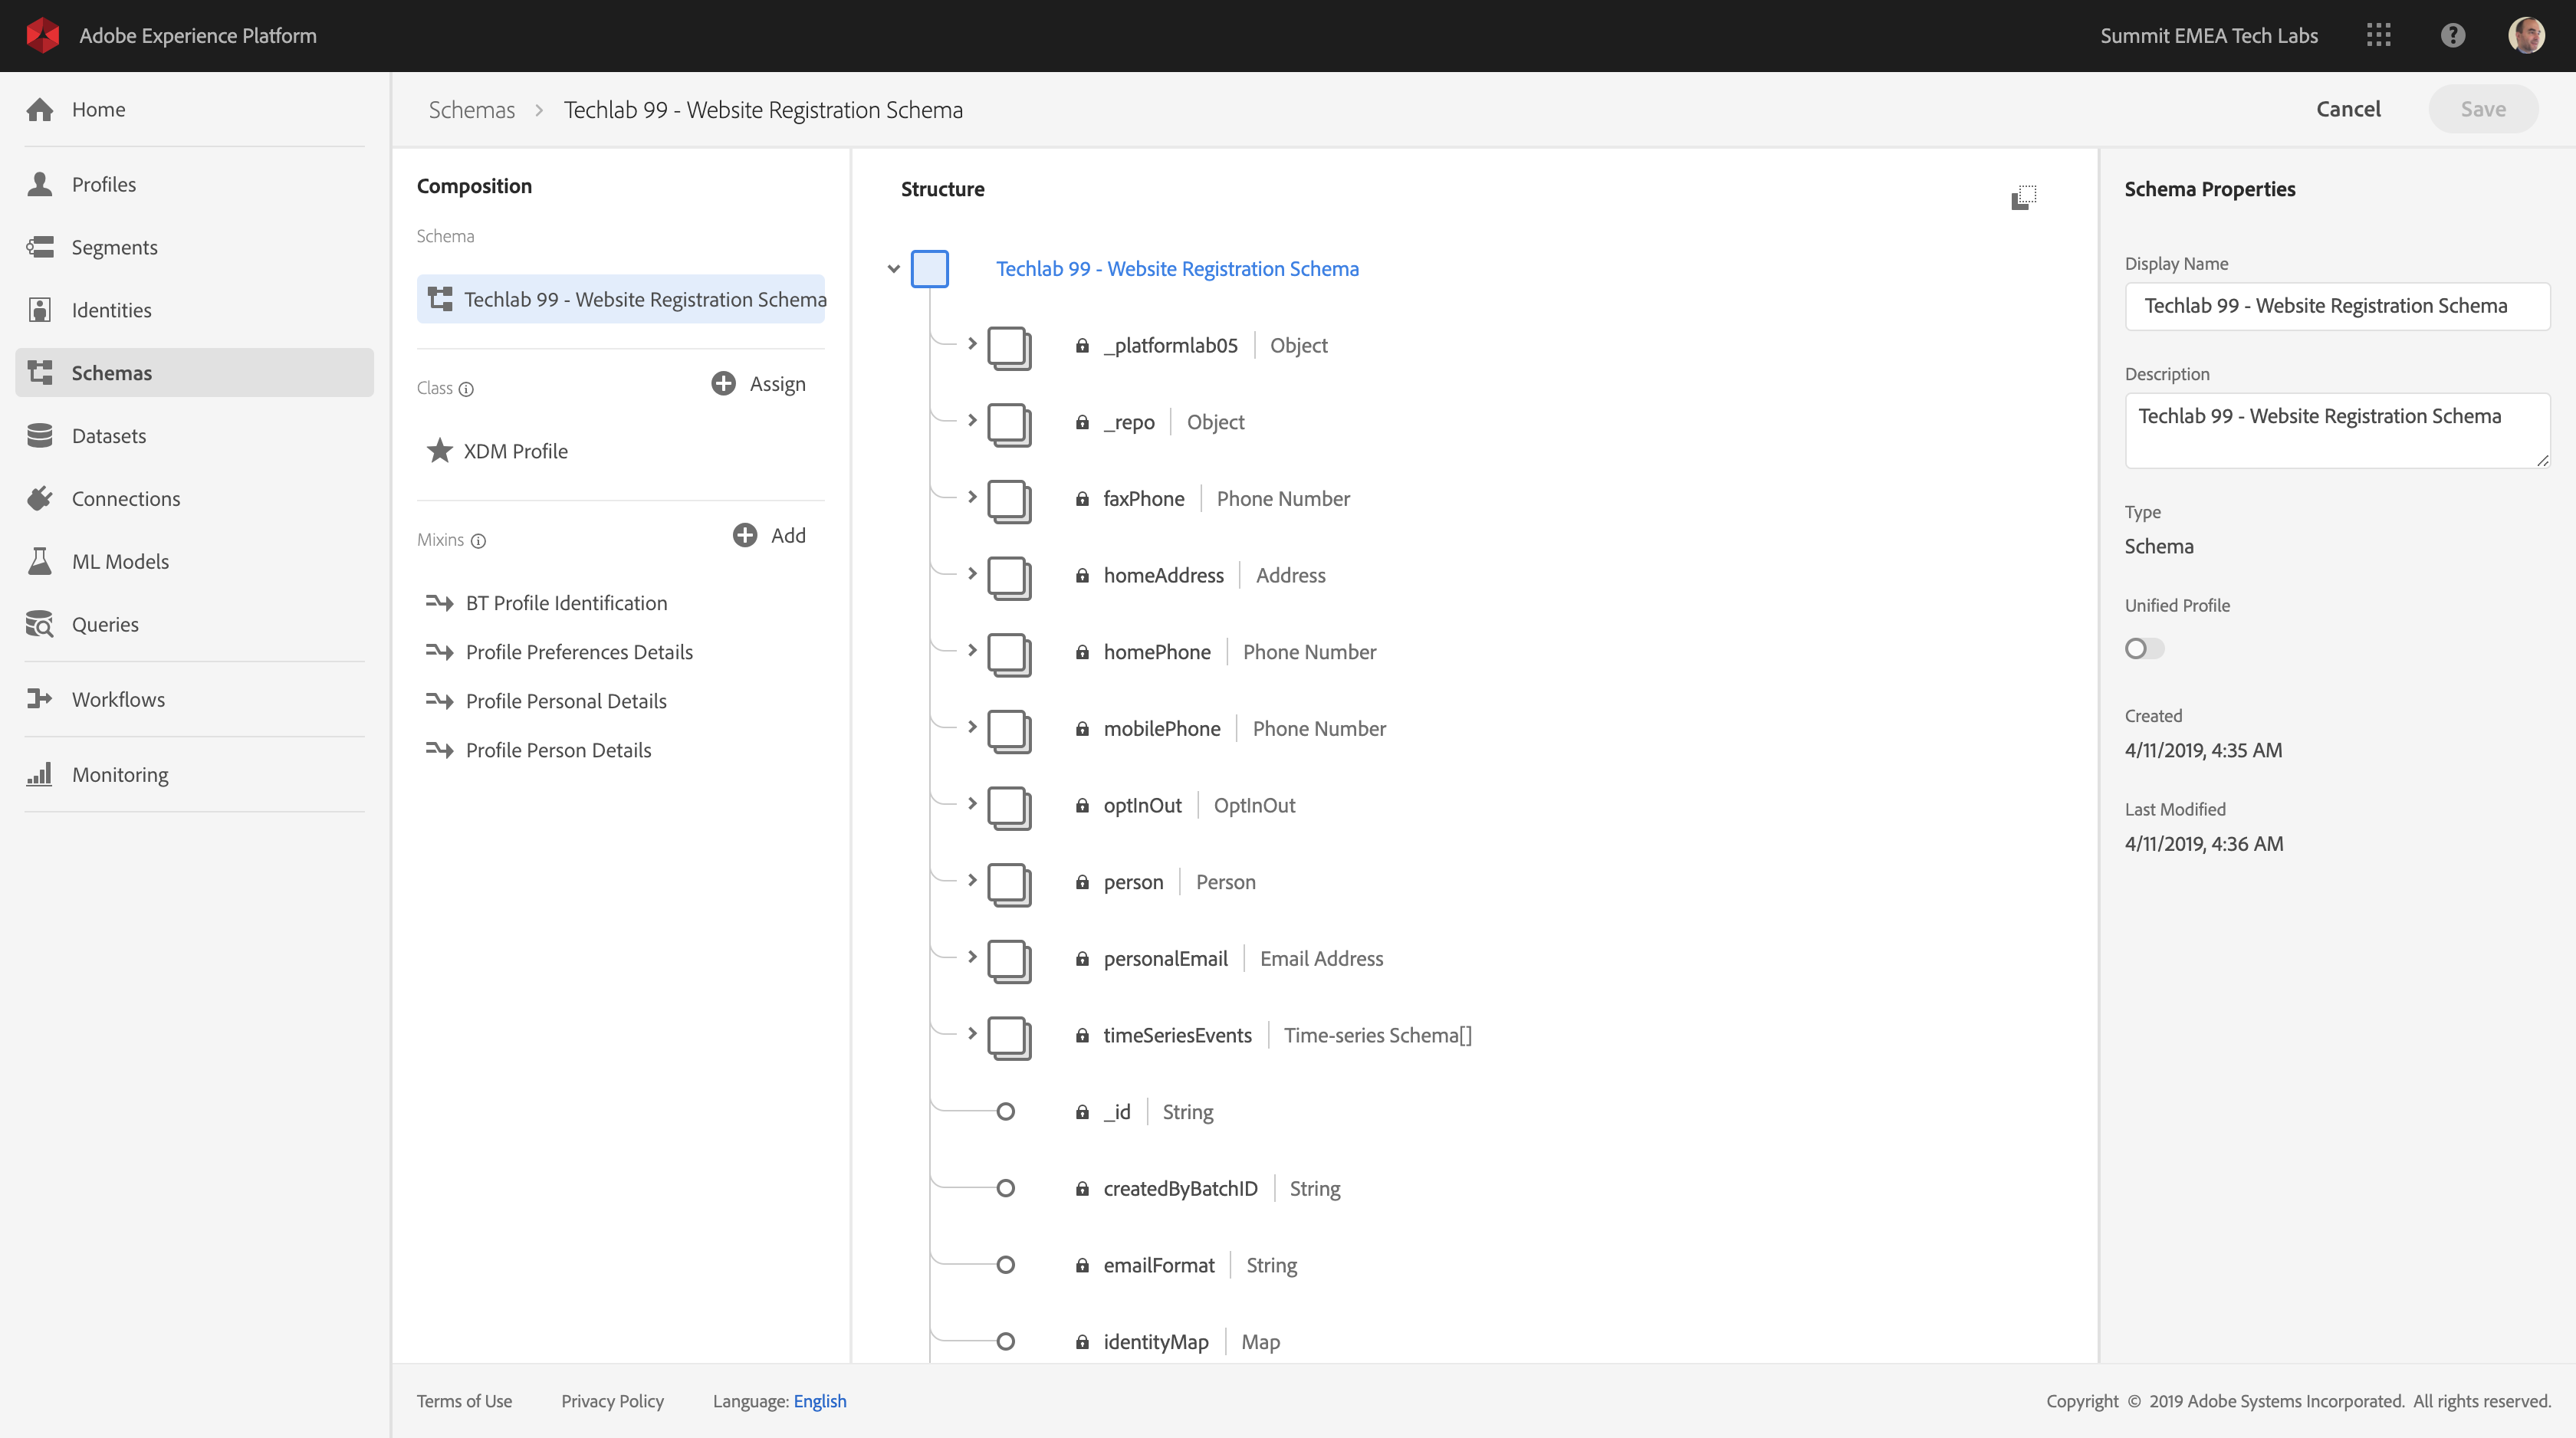 Adobe Experience Platform
Summit EMEA Tech Labs
Home
Profiles
Segments
Identities
Schemas
Datasets
Connections
ML Models
Queries
Workflows
Monitoring
Schemas > Techlab 99 - Website Registration Schema
Cancel
Save
Composition
Schema
Techlab 99 - Website Registration Schema
Class
Assign
XDM Profile
Mixins
Add
BT Profile Identification
Profile Preferences Details
Profile Personal Details
Profile Person Details
Structure
Techlab 99 - Website Registration Schema
_platformlab05 | Object
_repo | Object
faxPhone | Phone Number
homeAddress | Address
homePhone | Phone Number
mobilePhone | Phone Number
optInOut | OptInOut
person | Person
personalEmail | Email Address
timeSeriesEvents | Time-series Schema[]
_id | String
createdByBatchID | String
emailFormat | String
identityMap | Map
Schema Properties
Display Name
Techlab 99 - Website Registration Schema
Description
Techlab 99 - Website Registration Schema
Type
Schema
Unified Profile
Created
4/11/2019, 4:35 AM
Last Modified
4/11/2019, 4:36 AM
Terms of Use
Privacy Policy
Language: English
Copyright © 2019 Adobe Systems Incorporated. All rights reserved.